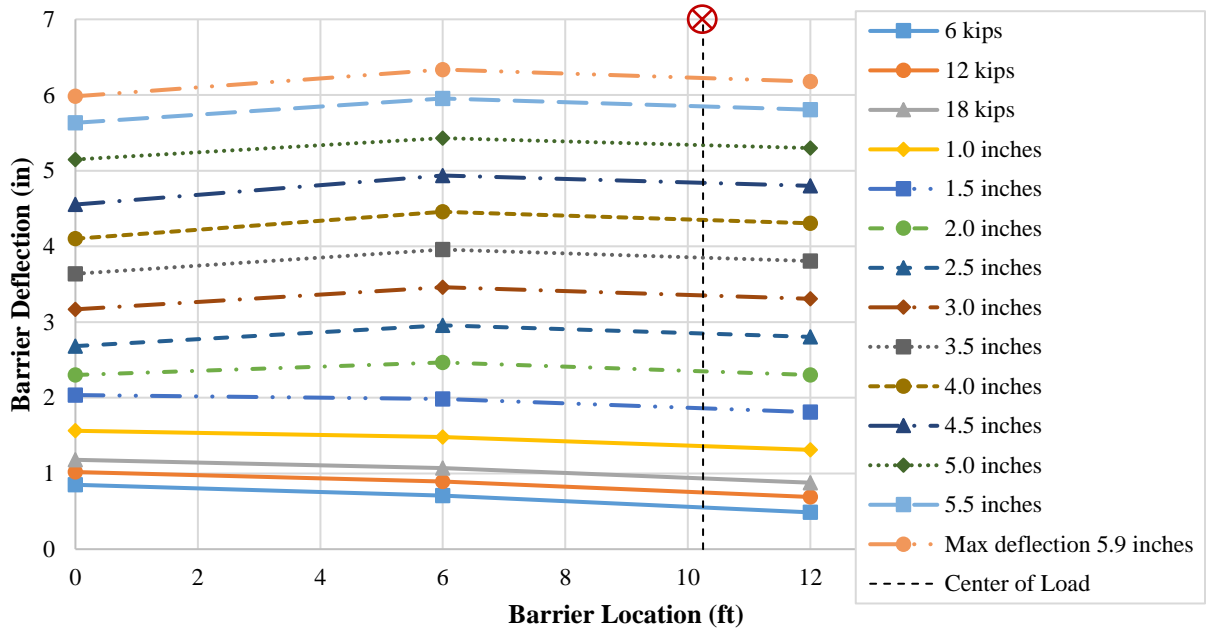 7
6
5
4
3
2
1
0
Barrier Deflection (in)
0 2 4 6 8 10 12
Barrier Location (ft)
6 kips
12 kips
18 kips
1.0 inches
1.5 inches
2.0 inches
2.5 inches
3.0 inches
3.5 inches
4.0 inches
4.5 inches
5.0 inches
5.5 inches
Max deflection 5.9 inches
Center of Load